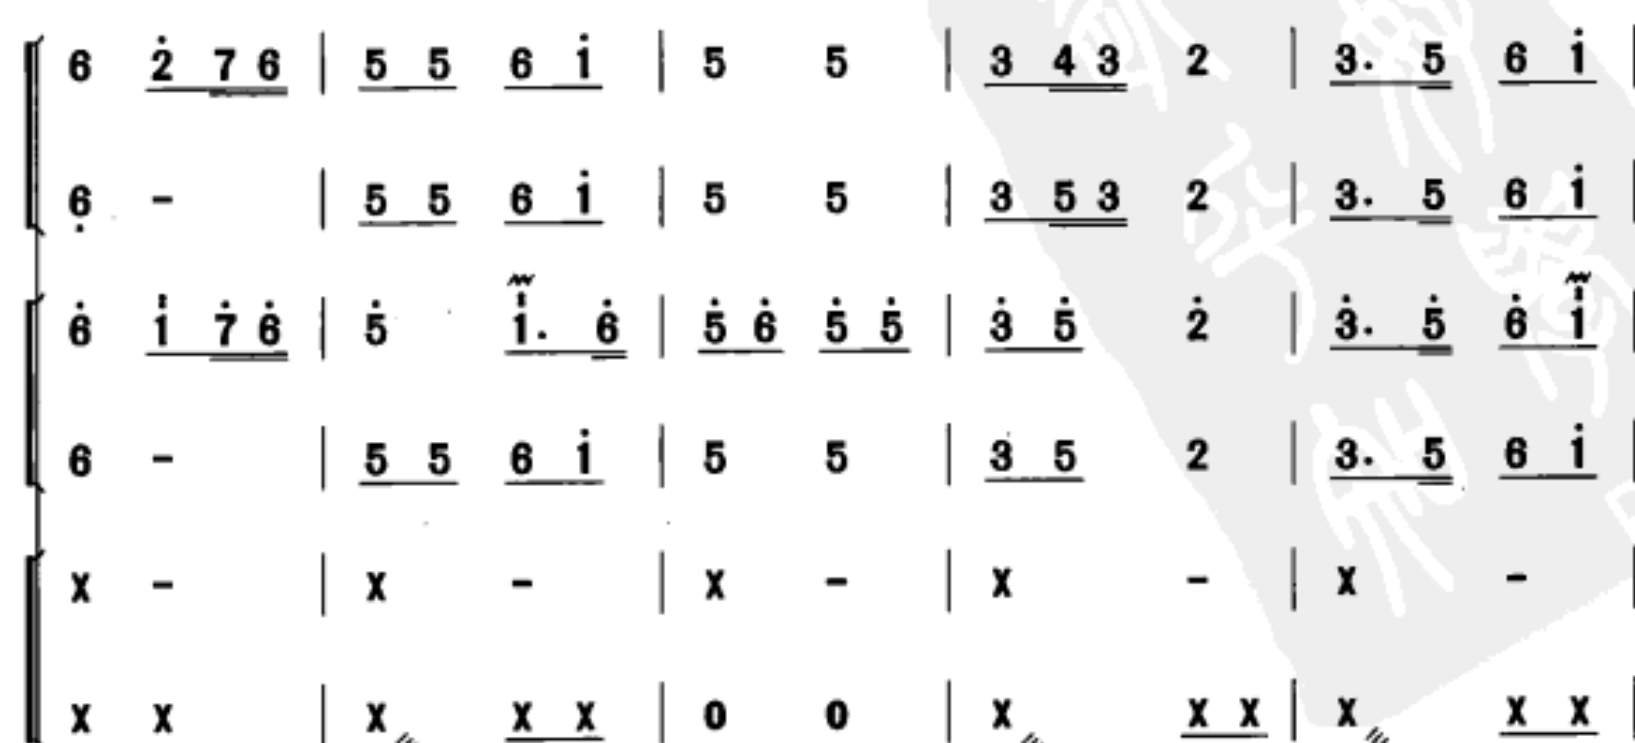 6 2̇ 7 6 | 5 5 6 1̇ | 5 5 | 3 4 3 2 | 3. 5 6 1̇ |
6̣ - | 5 5 6 1̇ | 5 5 | 3 5 3 2 | 3. 5 6 1̇ |
6̇ 1̈ 7̇ 6̇ | 5̇ 1̈. 6̇ | 5̇ 6̇ 5̇ 5̇ | 3̇ 5̇ 2̇ | 3̇. 5̇ 6̇ 1̈ |
6 - | 5 5 6 1̇ | 5 5 | 3 5 2 | 3. 5 6 1̇ |
X - | X - | X - | X - | X - |
X X | X X X | 0 0 | X X X | X X X |